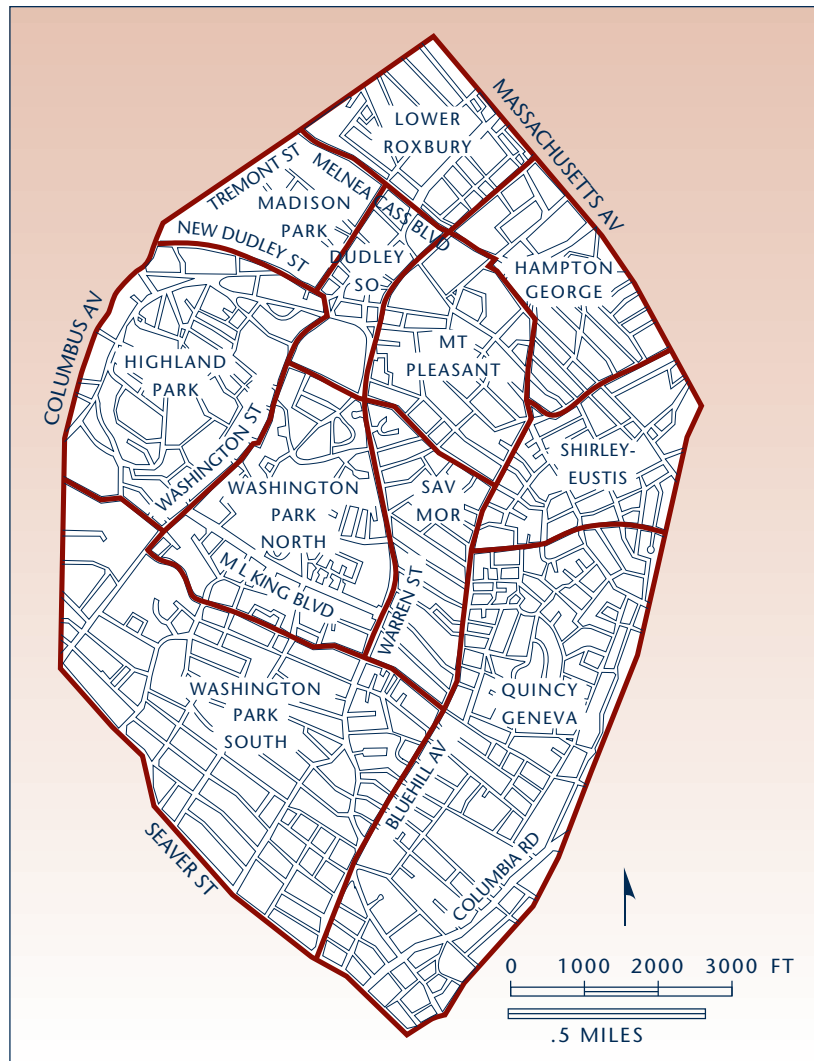 MASSACHUSETTS AV
LOWER
ROXBURY
TREMONT ST
MELNEA CASS BLVD
MADISON
PARK
NEW DUDLEY ST
DUDLEY
SO
HAMPTON
GEORGE
COLUMBUS AV
HIGHLAND
PARK
MT
PLEASANT
WASHINGTON ST
SHIRLEY-
EUSTIS
WASHINGTON
PARK
NORTH
SAV
MOR
M L KING BLVD
WARREN ST
WASHINGTON
PARK
SOUTH
QUINCY
GENEVA
BLUEHILL AV
SEAVER ST
COLUMBIA RD
0 1000 2000 3000 FT
.5 MILES